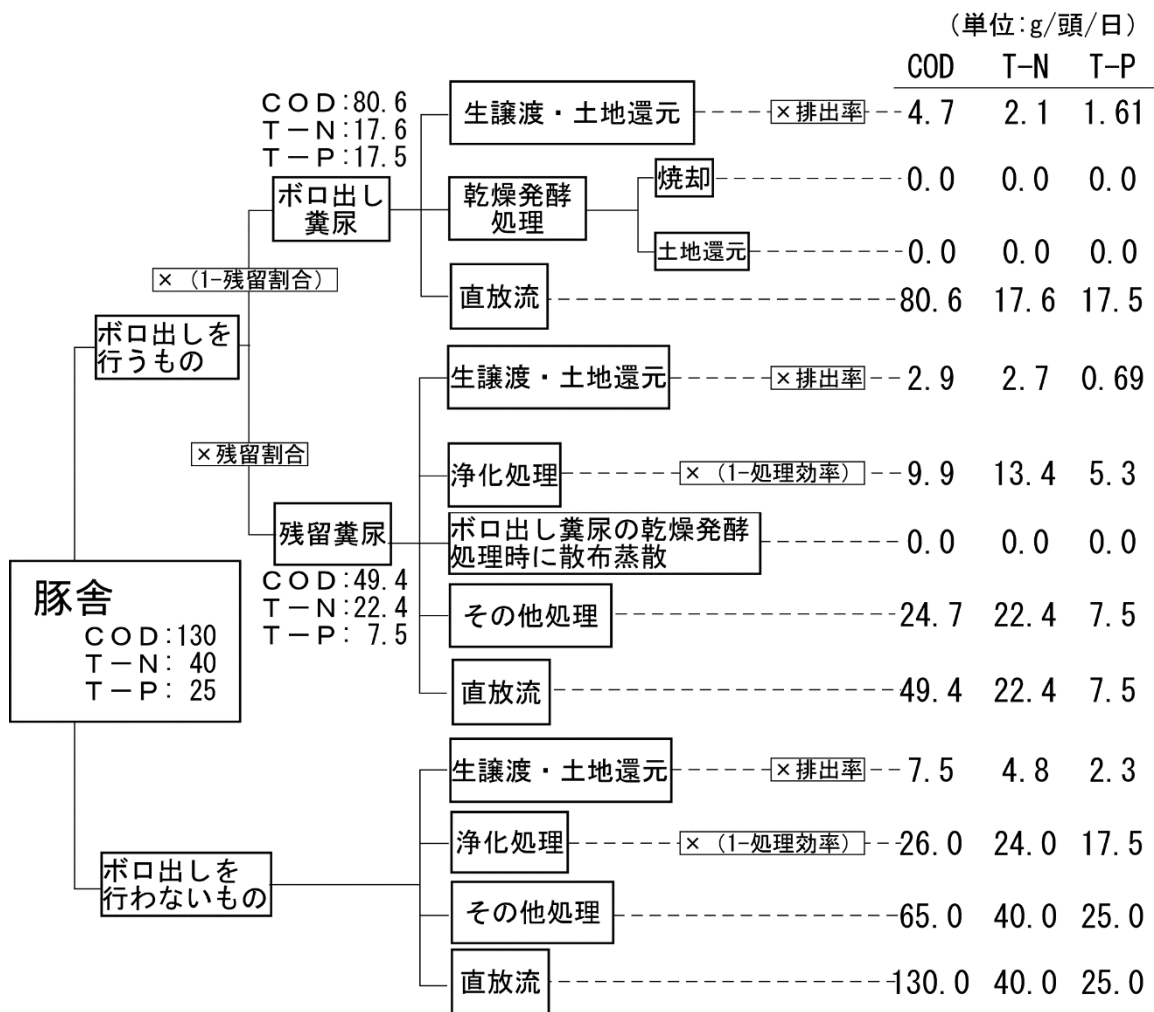 (単位:g/頭/日)
COD T-N T-P
COD:80.6
T-N:17.6
T-P:17.5
生譲渡・土地還元 ×排出率 4.7 2.1 1.61
焼却 0.0 0.0 0.0
ボロ出し
糞尿
乾燥発酵
処理
土地還元 0.0 0.0 0.0
×(1-残留割合)
直放流 80.6 17.6 17.5
ボロ出しを
行うもの
生譲渡・土地還元 ×排出率 2.9 2.7 0.69
×残留割合
浄化処理 ×(1-処理効率) 9.9 13.4 5.3
残留糞尿
ボロ出し糞尿の乾燥発酵
処理時に散布蒸散 0.0 0.0 0.0
COD:49.4
T-N:22.4
T-P:7.5
豚舎
COD:130
T-N:40
T-P:25
その他処理 24.7 22.4 7.5
直放流 49.4 22.4 7.5
生譲渡・土地還元 ×排出率 7.5 4.8 2.3
浄化処理 ×(1-処理効率) 26.0 24.0 17.5
ボロ出しを
行わないもの
その他処理 65.0 40.0 25.0
直放流 130.0 40.0 25.0